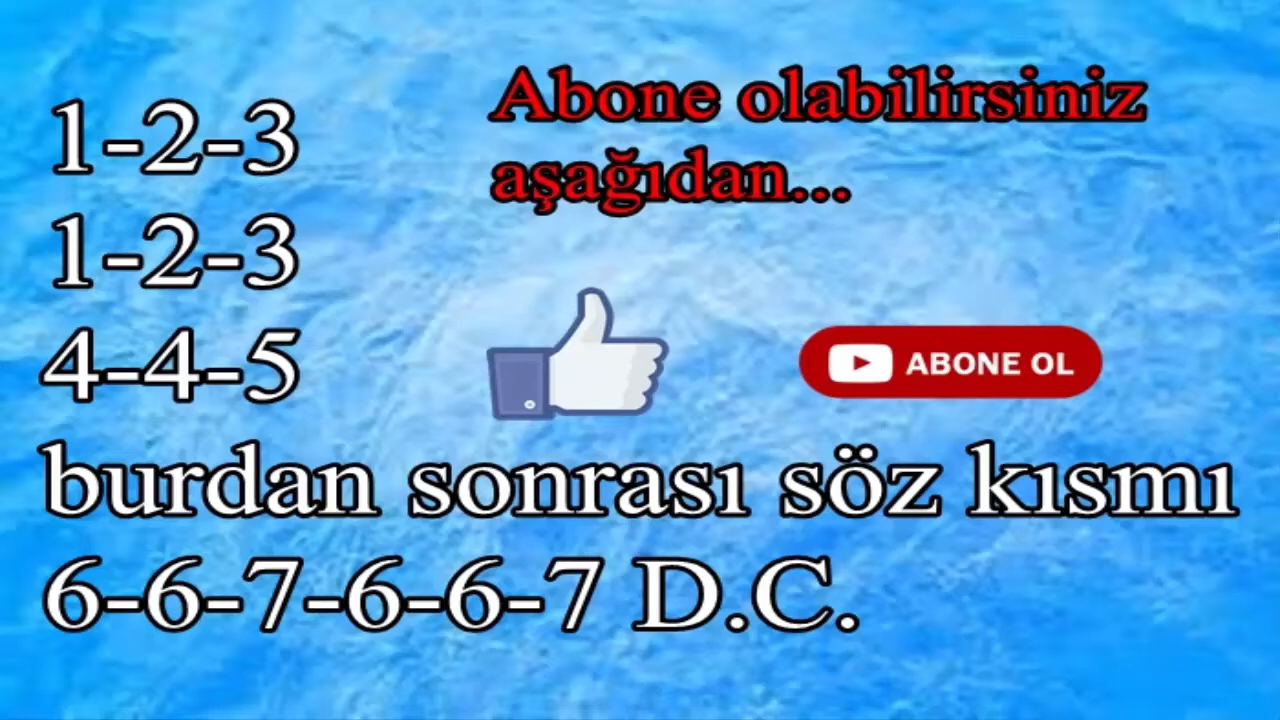 1-2-3
1-2-3
4-4-5
burdan sonrası söz kısmı
6-6-7-6-6-7 D.C.
Abone olabilirsiniz
aşağıdan...
ABONE OL